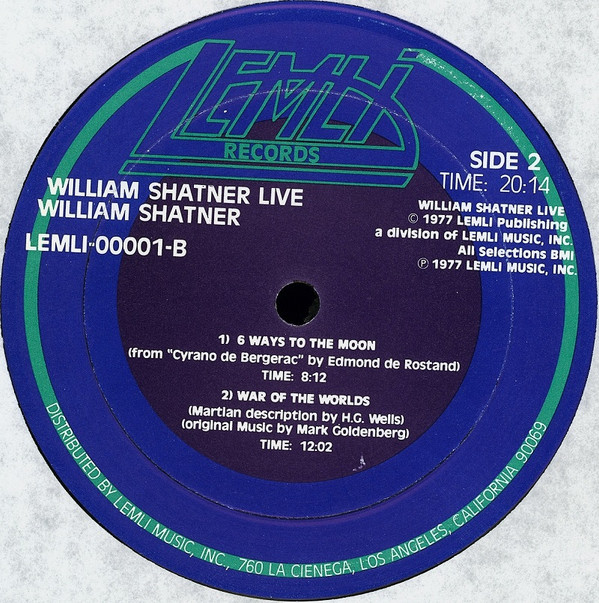 LEMLI
RECORDS
SIDE 2
TIME: 20:14
WILLIAM SHATNER LIVE
WILLIAM SHATNER
LEMLI-00001-B
WILLIAM SHATNER LIVE
© 1977 LEMLI Publishing
a division of LEMLI MUSIC, INC.
All Selections BMI
℗ 1977 LEMLI MUSIC, INC.
1) 6 WAYS TO THE MOON
(from "Cyrano de Bergerac" by Edmond de Rostand)
TIME: 8:12
2) WAR OF THE WORLDS
(Martian description by H.G. Wells)
(original Music by Mark Goldenberg)
TIME: 12:02
DISTRIBUTED BY LEMLI MUSIC, INC., 760 LA CIENEGA, LOS ANGELES, CALIFORNIA 90069